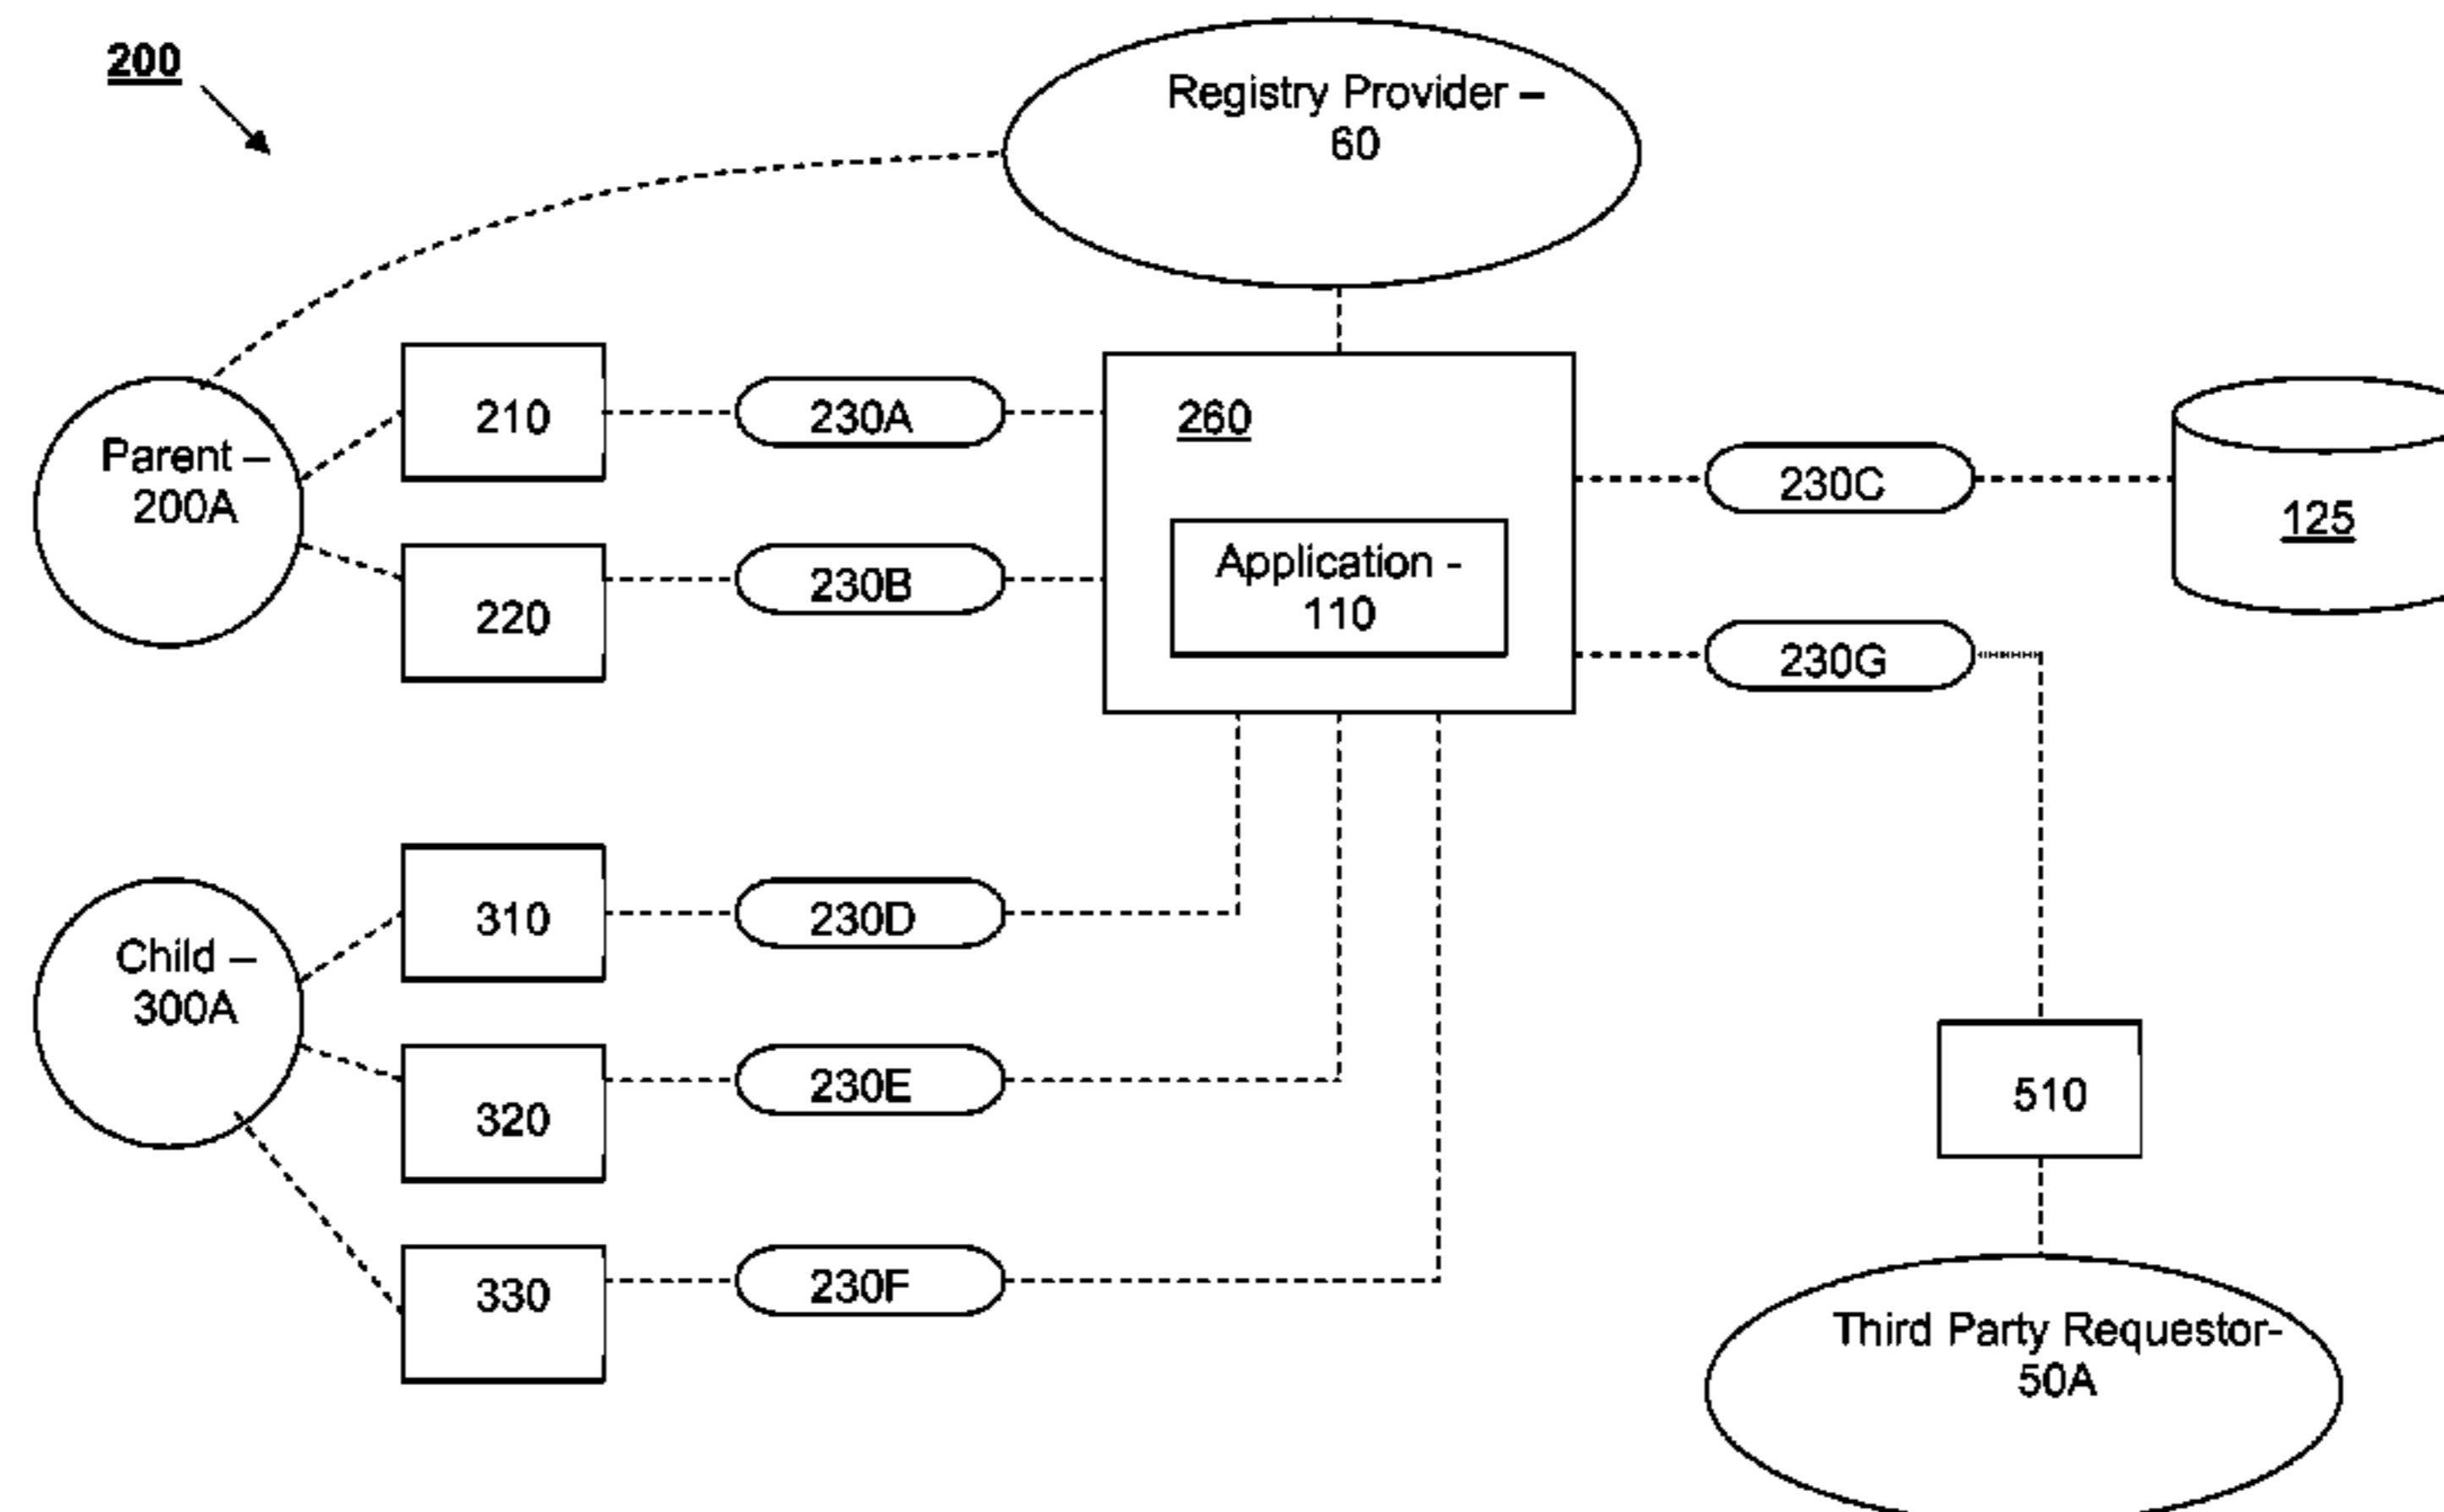 200
Registry Provider –
60
210
230A
260
Parent –
200A
230C
125
Application -
110
220
230B
230G
310
230D
Child –
300A
320
230E
510
330
230F
Third Party Requestor-
50A